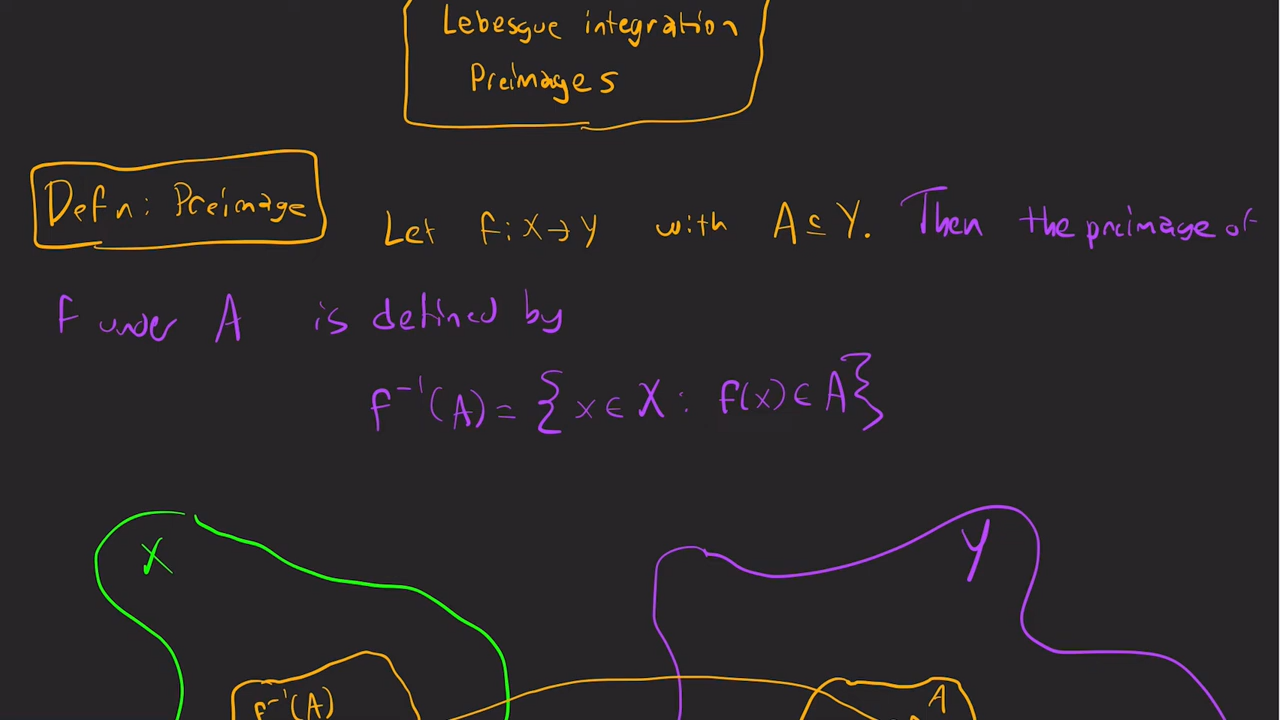 Lebesgue integration
Preimages
Defn: Preimage Let f: X → Y with A ⊆ Y. Then the preimage of
f under A is defined by
f⁻¹(A) = { x ∈ X : f(x) ∈ A }
X Y
f⁻¹(A) A